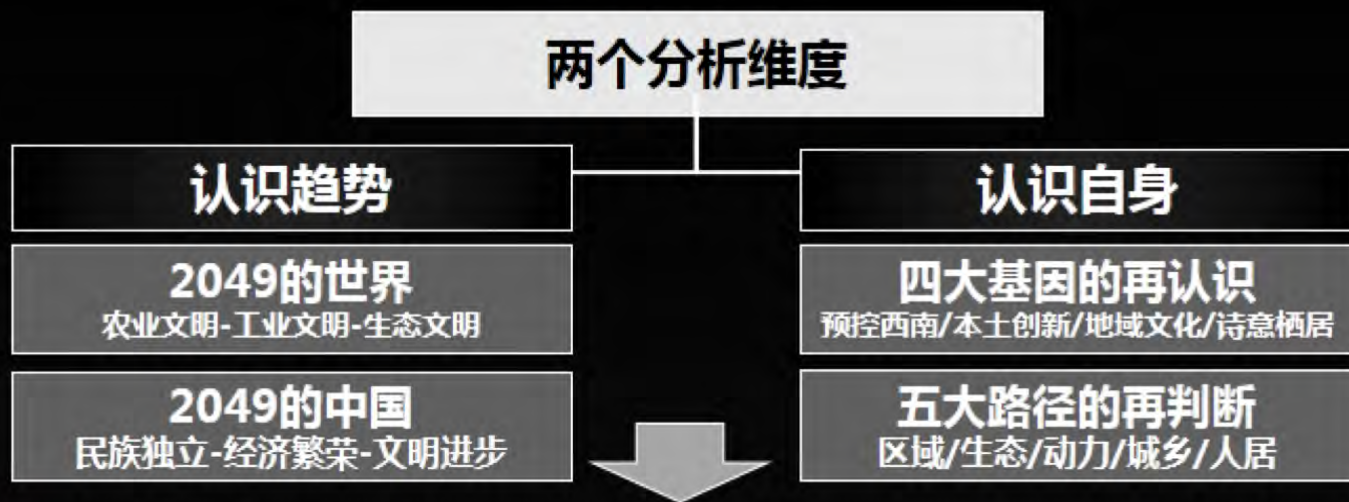 两个分析维度
认识趋势
2049的世界
农业文明-工业文明-生态文明
2049的中国
民族独立-经济繁荣-文明进步
认识自身
四大基因的再认识
预控西南/本土创新/地域文化/诗意栖居
五大路径的再判断
区域/生态/动力/城乡/人居